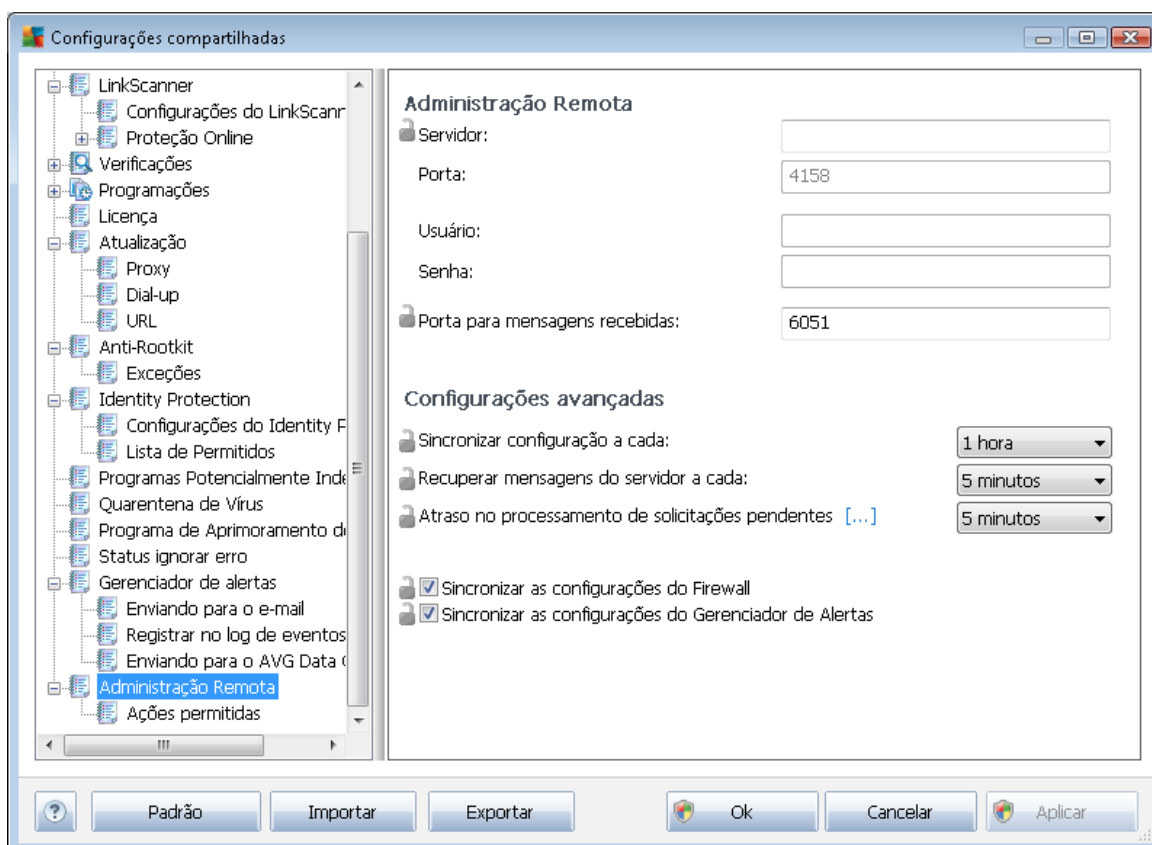 Configurações compartilhadas
LinkScanner
Configurações do LinkScanr
Proteção Online
Verificações
Programações
Licença
Atualização
Proxy
Dial-up
URL
Anti-Rootkit
Exceções
Identity Protection
Configurações do Identity P
Lista de Permitidos
Programas Potencialmente Inde
Quarentena de Vírus
Programa de Aprimoramento de
Status ignorar erro
Gerenciador de alertas
Enviando para o e-mail
Registrar no log de eventos
Enviando para o AVG Data
Administração Remota
Ações permitidas
Administração Remota
Servidor:
Porta: 4158
Usuário:
Senha:
Porta para mensagens recebidas: 6051
Configurações avançadas
Sincronizar configuração a cada: 1 hora
Recuperar mensagens do servidor a cada: 5 minutos
Atraso no processamento de solicitações pendentes [...] 5 minutos
Sincronizar as configurações do Firewall
Sincronizar as configurações do Gerenciador de Alertas
Padrão Importar Exportar Ok Cancelar Aplicar